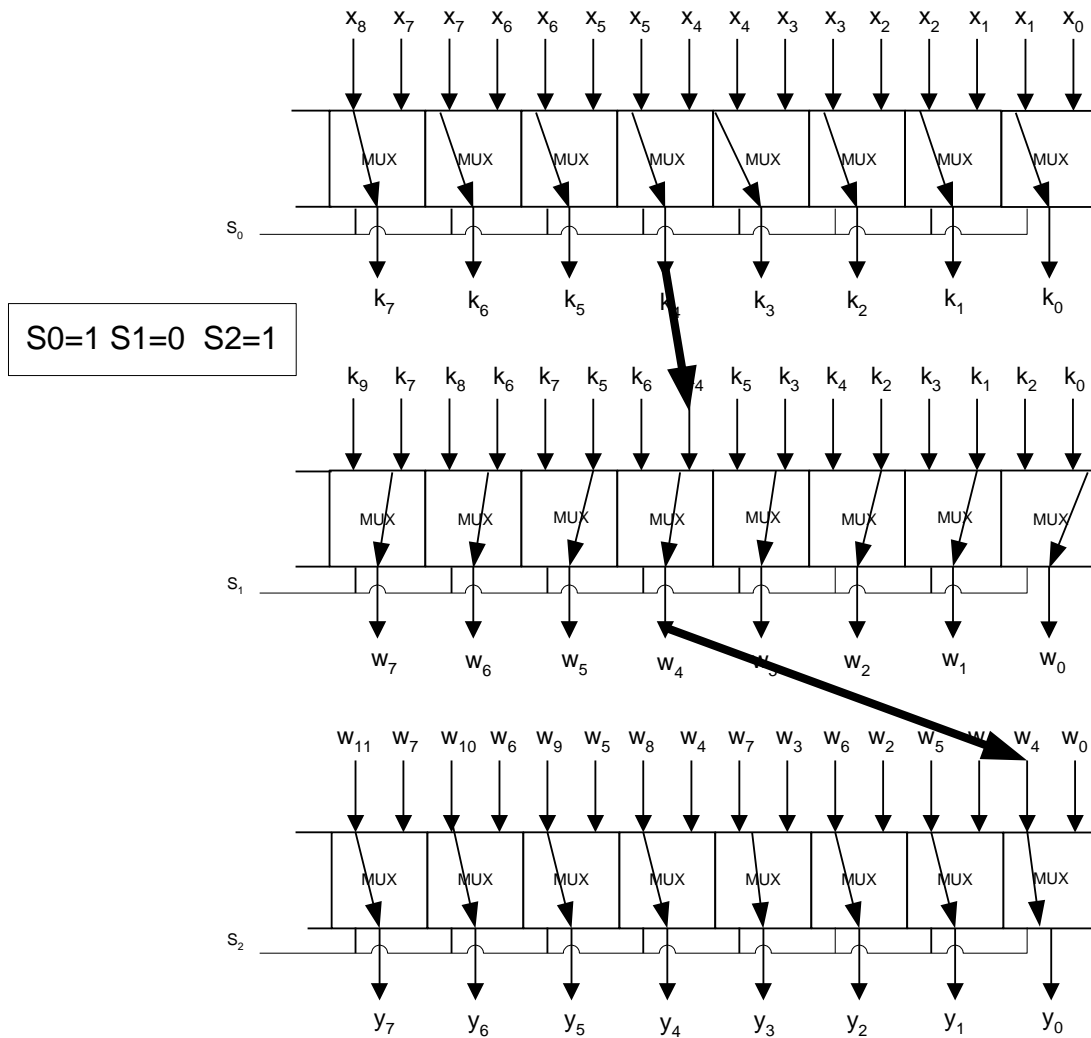 x8 x7 x7 x6 x6 x5 x5 x4 x4 x3 x3 x2 x2 x1 x1 x0
MUX MUX MUX MUX MUX MUX MUX MUX
S0
k7 k6 k5 k4 k3 k2 k1 k0
S0=1 S1=0 S2=1
k9 k7 k8 k6 k7 k5 k6 4 k5 k3 k4 k2 k3 k1 k2 k0
MUX MUX MUX MUX MUX MUX MUX MUX
S1
w7 w6 w5 w4 w3 w2 w1 w0
w11 w7 w10 w6 w9 w5 w8 w4 w7 w3 w6 w2 w5 w w4 w0
MUX MUX MUX MUX MUX MUX MUX MUX
S2
y7 y6 y5 y4 y3 y2 y1 y0